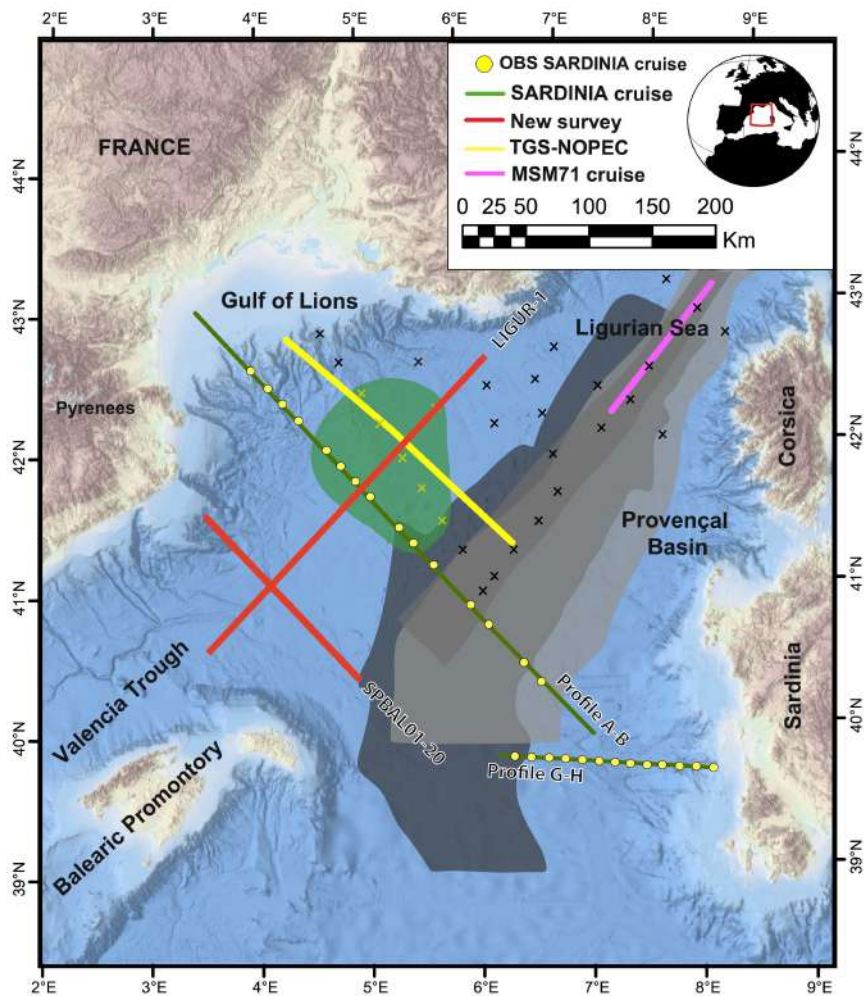 2°E 3°E 4°E 5°E 6°E 7°E 8°E 9°E
OBS SARDINIA cruise
SARDINIA cruise
New survey
TGS-NOPEC
MSM71 cruise
0 25 50 100 150 200
Km
FRANCE
44°N
44°N
43°N
43°N
Gulf of Lions
LIGUR-1
Ligurian Sea
Pyrenees
Corsica
42°N
42°N
Provençal
Basin
41°N
41°N
Valencia Trough
SPBAL01-20
Profile A-B
Sardinia
40°N
40°N
Profile G-H
Balearic Promontory
39°N
39°N
2°E 3°E 4°E 5°E 6°E 7°E 8°E 9°E